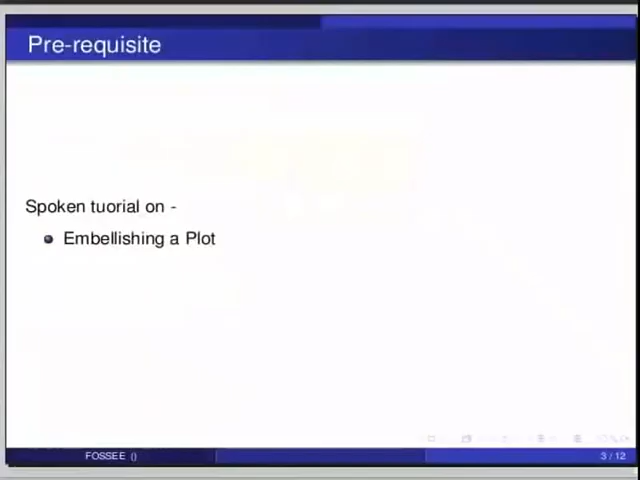 Pre-requisite
Spoken tuorial on -
Embellishing a Plot
FOSSEE ()
3 / 12